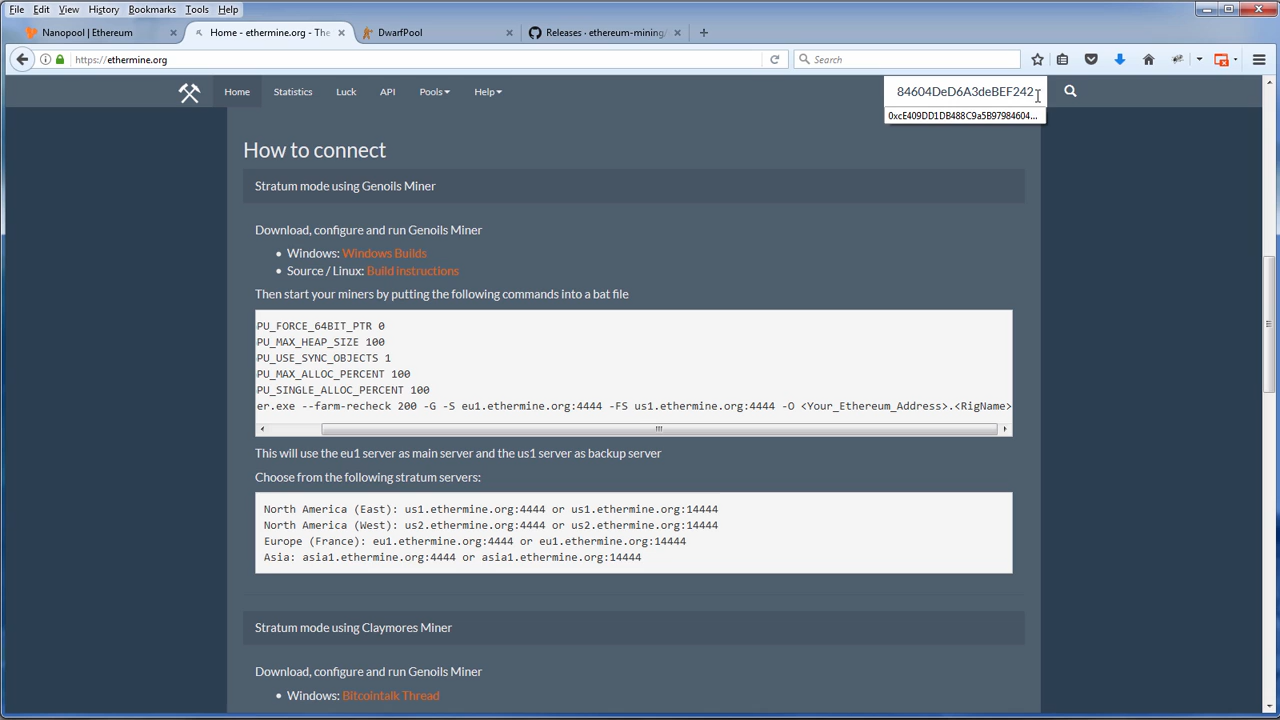 File Edit View History Bookmarks Tools Help
Nanopool | Ethereum × Home - ethermine.org - The × DwarfPool × Releases · ethereum-mining/ × +
https://ethermine.org Search
Home Statistics Luck API Pools Help 84604DeD6A3deBEF242
0xcE409DD1DB488C9a5B97984604...
How to connect
Stratum mode using Genoils Miner
Download, configure and run Genoils Miner
Windows: Windows Builds
Source / Linux: Build instructions
Then start your miners by putting the following commands into a bat file
PU_FORCE_64BIT_PTR 0
PU_MAX_HEAP_SIZE 100
PU_USE_SYNC_OBJECTS 1
PU_MAX_ALLOC_PERCENT 100
PU_SINGLE_ALLOC_PERCENT 100
er.exe --farm-recheck 200 -G -S eu1.ethermine.org:4444 -FS us1.ethermine.org:4444 -O <Your_Ethereum_Address>.<RigName>
This will use the eu1 server as main server and the us1 server as backup server
Choose from the following stratum servers:
North America (East): us1.ethermine.org:4444 or us1.ethermine.org:14444
North America (West): us2.ethermine.org:4444 or us2.ethermine.org:14444
Europe (France): eu1.ethermine.org:4444 or eu1.ethermine.org:14444
Asia: asia1.ethermine.org:4444 or asia1.ethermine.org:14444
Stratum mode using Claymores Miner
Download, configure and run Genoils Miner
Windows: Bitcointalk Thread